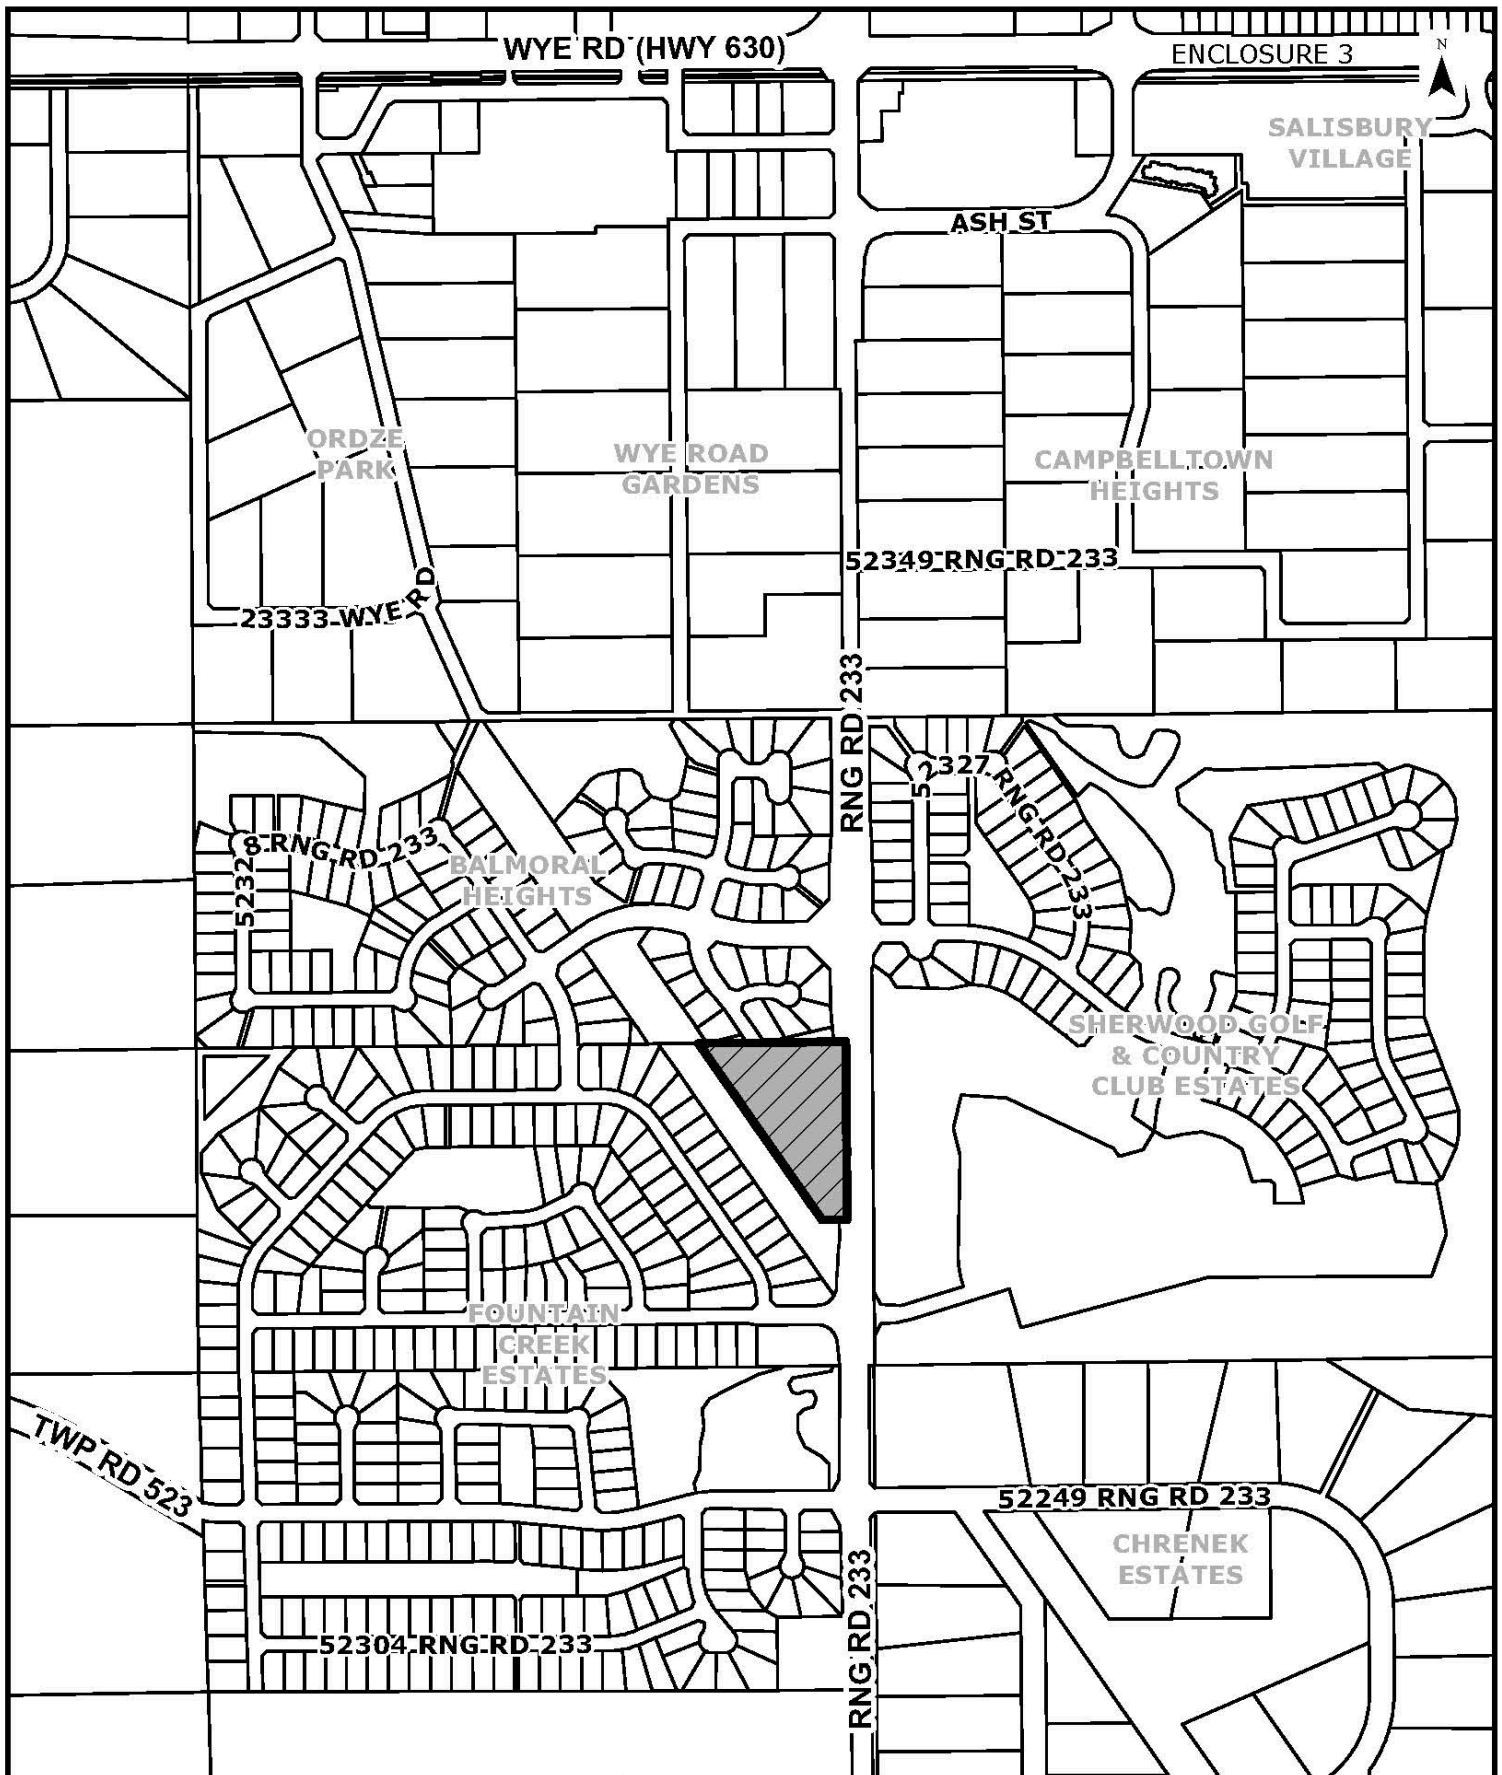 WYE RD (HWY 630)
ENCLOSURE 3
N
SALISBURY
VILLAGE
ASH ST
ORDZE
PARK
WYE ROAD
GARDENS
CAMPBELLTOWN
HEIGHTS
52349 RNG RD 233
23333 WYE RD
RNG RD 233
52327 RNG RD 233
52328 RNG RD 233
BALMORAL
HEIGHTS
SHERWOOD GOLF
& COUNTRY
CLUB ESTATES
FOUNTAIN
CREEK
ESTATES
TWP RD 523
52249 RNG RD 233
CHRENEK
ESTATES
52304 RNG RD 233
RNG RD 233